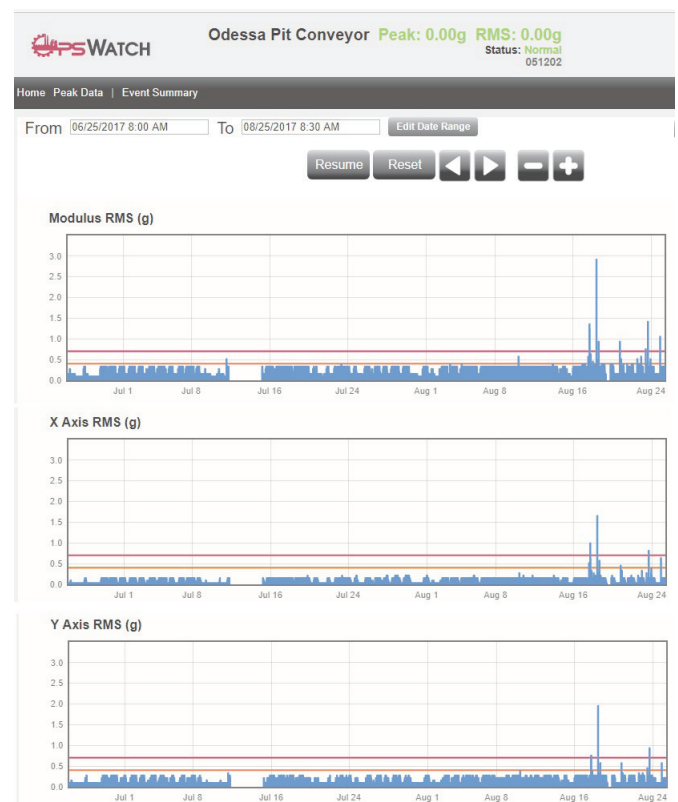 PSWATCH
Odessa Pit Conveyor Peak: 0.00g RMS: 0.00g
Status: Normal
051202
Home Peak Data | Event Summary
From 06/25/2017 8:00 AM To 08/25/2017 8:30 AM Edit Date Range
Resume Reset
Modulus RMS (g)
3.0
2.5
2.0
1.5
1.0
0.5
0.0
Jul 1 Jul 8 Jul 16 Jul 24 Aug 1 Aug 8 Aug 16 Aug 24
X Axis RMS (g)
3.0
2.5
2.0
1.5
1.0
0.5
0.0
Jul 1 Jul 8 Jul 16 Jul 24 Aug 1 Aug 8 Aug 16 Aug 24
Y Axis RMS (g)
3.0
2.5
2.0
1.5
1.0
0.5
0.0
Jul 1 Jul 8 Jul 16 Jul 24 Aug 1 Aug 8 Aug 16 Aug 24